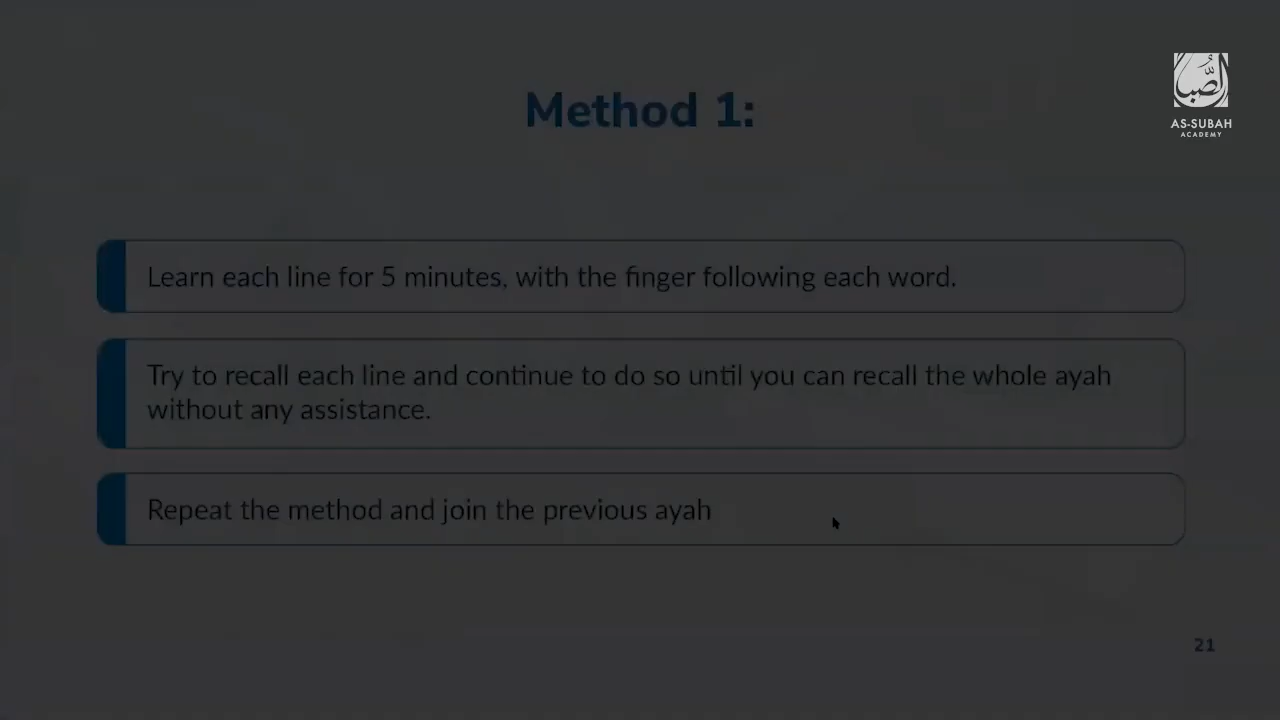 الصُّبَا
AS-SUBAH
ACADEMY
Method 1:
Learn each line for 5 minutes, with the finger following each word.
Try to recall each line and continue to do so until you can recall the whole ayah
without any assistance.
Repeat the method and join the previous ayah
21